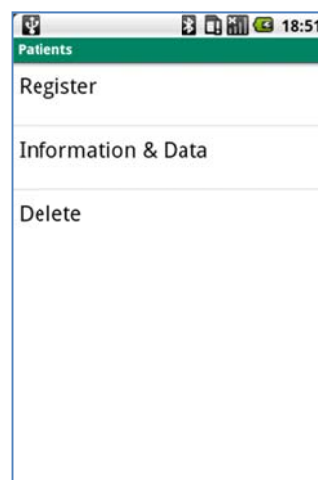 18:51
Patients
Register
Information & Data
Delete